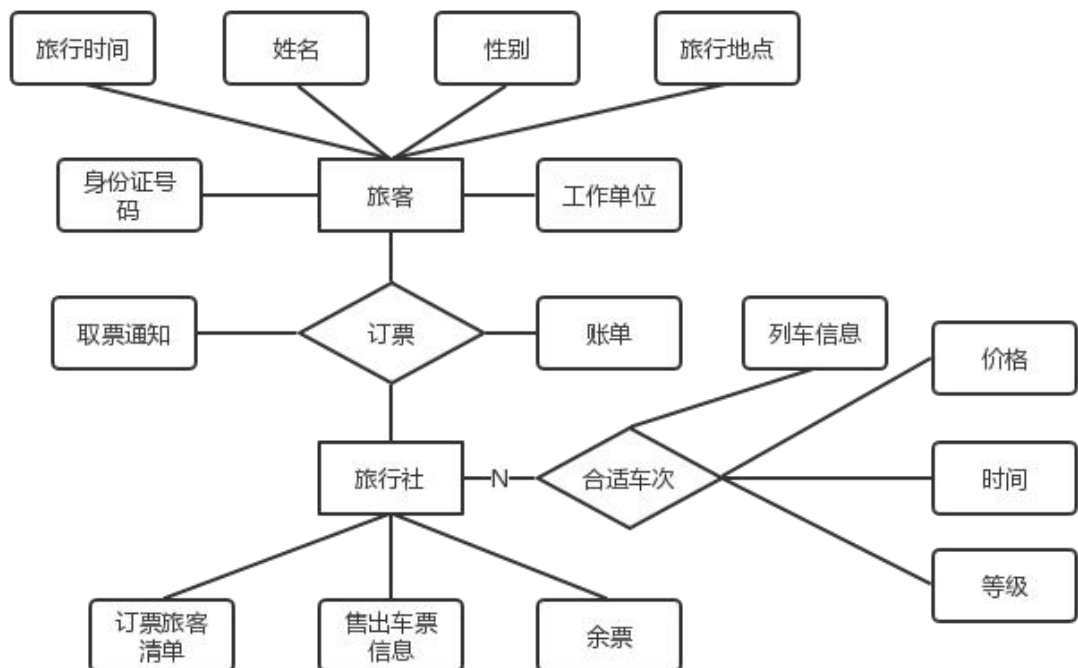 旅行时间
姓名
性别
旅行地点
身份证号
码
旅客
工作单位
取票通知
订票
账单
列车信息
价格
旅行社
N
合适车次
时间
等级
订票旅客
清单
售出车票
信息
余票